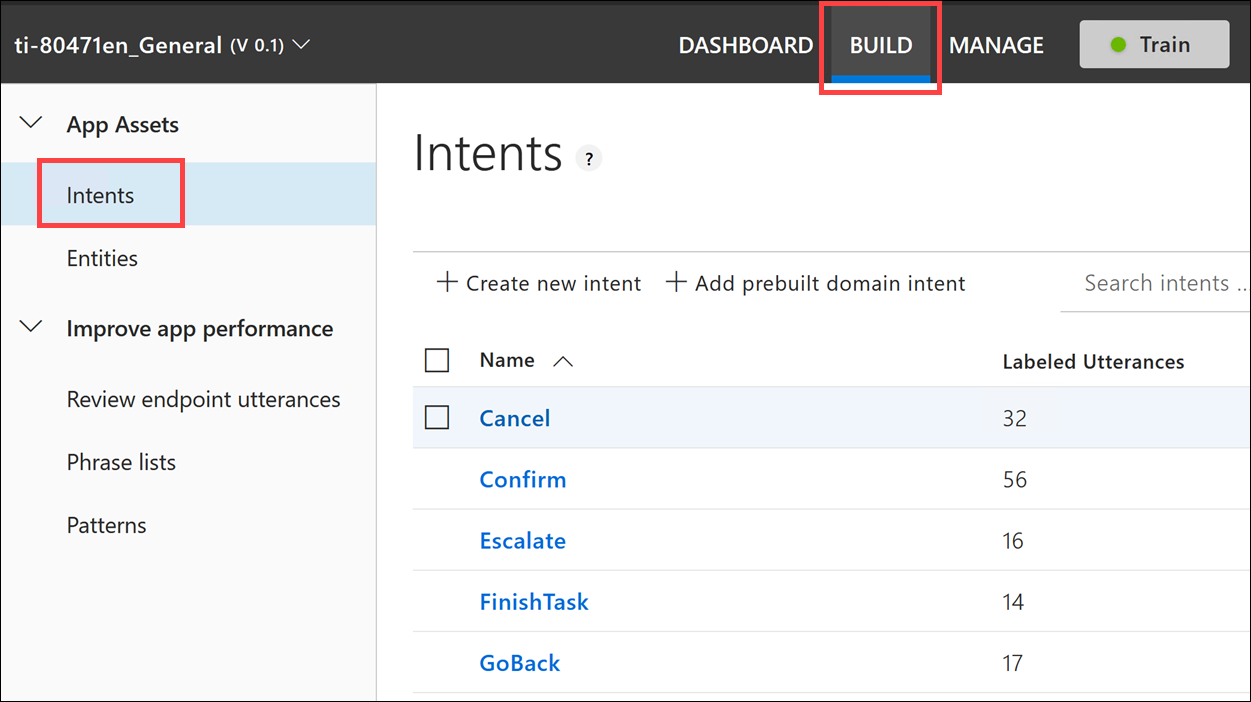 ti-80471en_General (V 0.1) DASHBOARD BUILD MANAGE Train
App Assets
Intents
Entities
Improve app performance
Review endpoint utterances
Phrase lists
Patterns
Intents ?
Create new intent Add prebuilt domain intent Search intents ...
Name Labeled Utterances
Cancel 32
Confirm 56
Escalate 16
FinishTask 14
GoBack 17